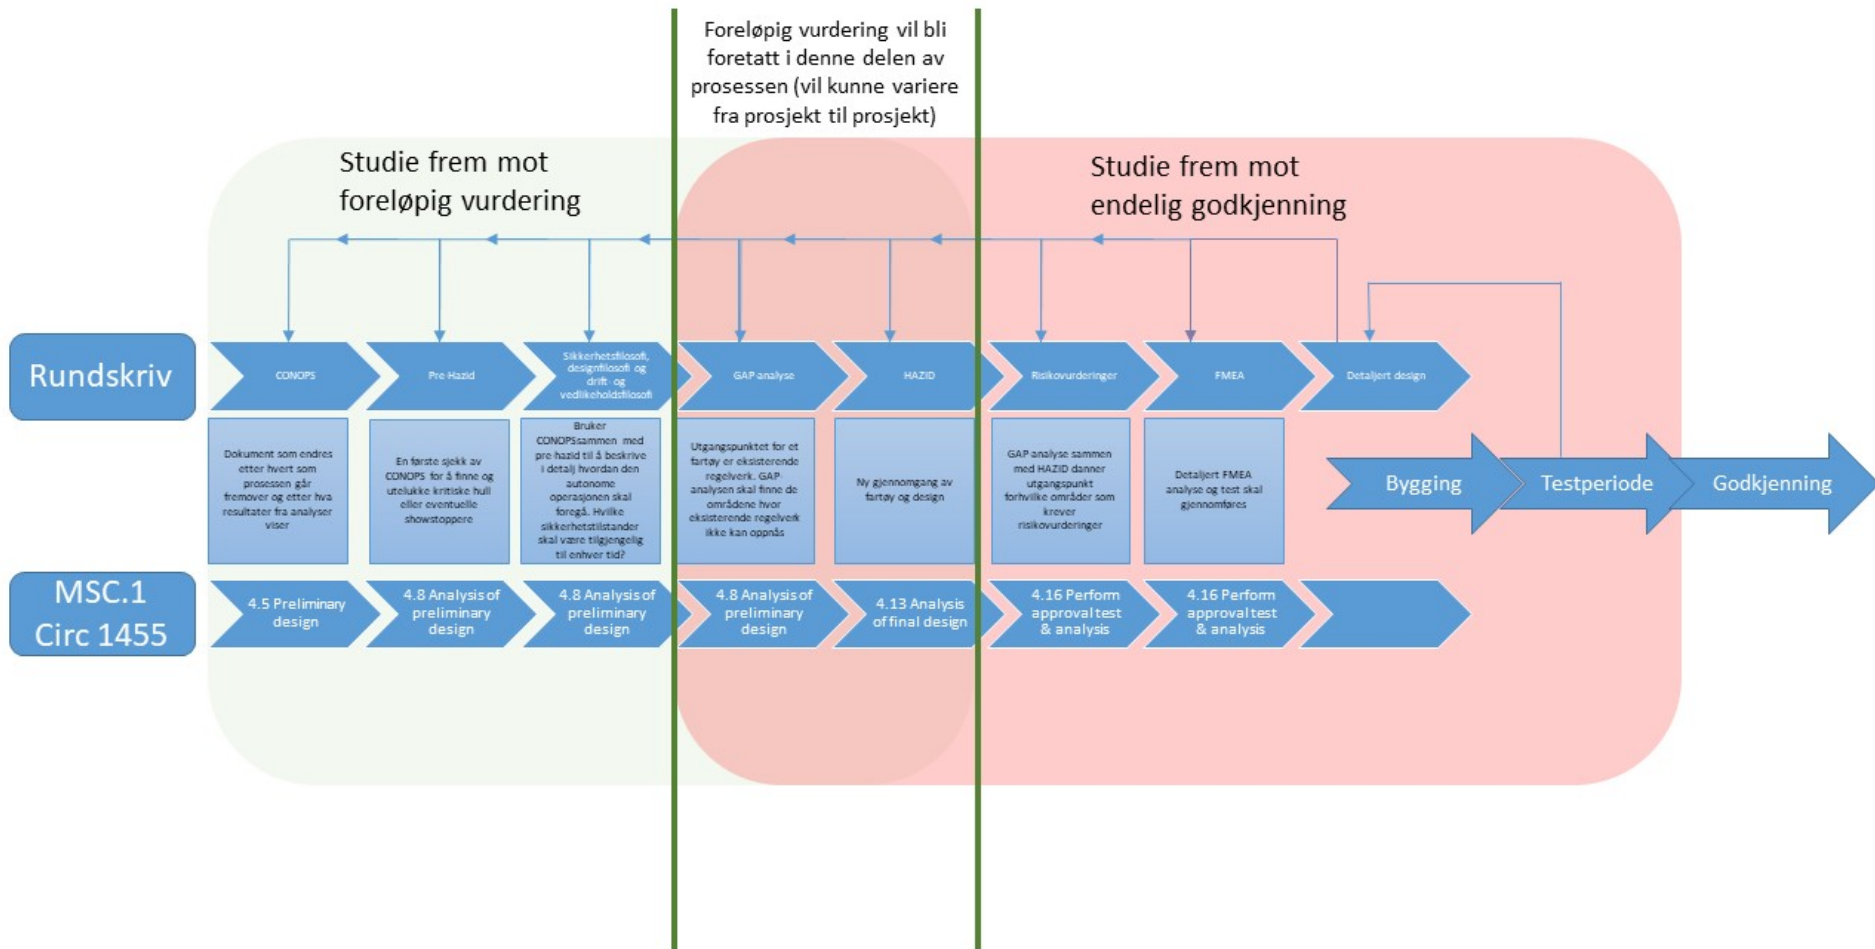 Foreløpig vurdering vil bli
foretatt i denne delen av
prosessen (vil kunne variere
fra prosjekt til prosjekt)
Studie frem mot
foreløpig vurdering
Studie frem mot
endelig godkjenning
Rundskriv
CONOPS
Pre-Hazid
Sikkerhetsfilosofi,
designfilosofi og
drift- og
vedlikeholdsfilosofi
GAP analyse
HAZID
Risikovurderinger
FMEA
Detaljert design
Dokument som endres
etter hvert som
prosessen går
fremover og etter hva
resultater fra analyser
viser
En første sjekk av
CONOPS for å finne og
utelukke kritiske hull
eller eventuelle
showstoppere
Bruker
CONOPSsammen med
pre-hazid til å beskrive
i detalj hvordan den
autonome
operasjonen skal
foregå. Hvilke
sikkerhetstilstander
skal være tilgjengelig
til enhver tid?
Utgangspunktet for et
fartøy er eksisterende
regelverk. GAP-
analysen skal finne de
områdene hvor
eksisterende regelverk
ikke kan oppnås
Ny gjennomgang av
fartøy og design
GAP analyse sammen
med HAZID danner
utgangspunkt
forhvilke områder som
krever
risikovurderinger
Detaljert FMEA
analyse og test skal
gjennomføres
Bygging
Testperiode
Godkjenning
MSC.1
Circ 1455
4.5 Preliminary
design
4.8 Analysis of
preliminary
design
4.8 Analysis of
preliminary
design
4.8 Analysis of
preliminary
design
4.13 Analysis
of final design
4.16 Perform
approval test
& analysis
4.16 Perform
approval test
& analysis